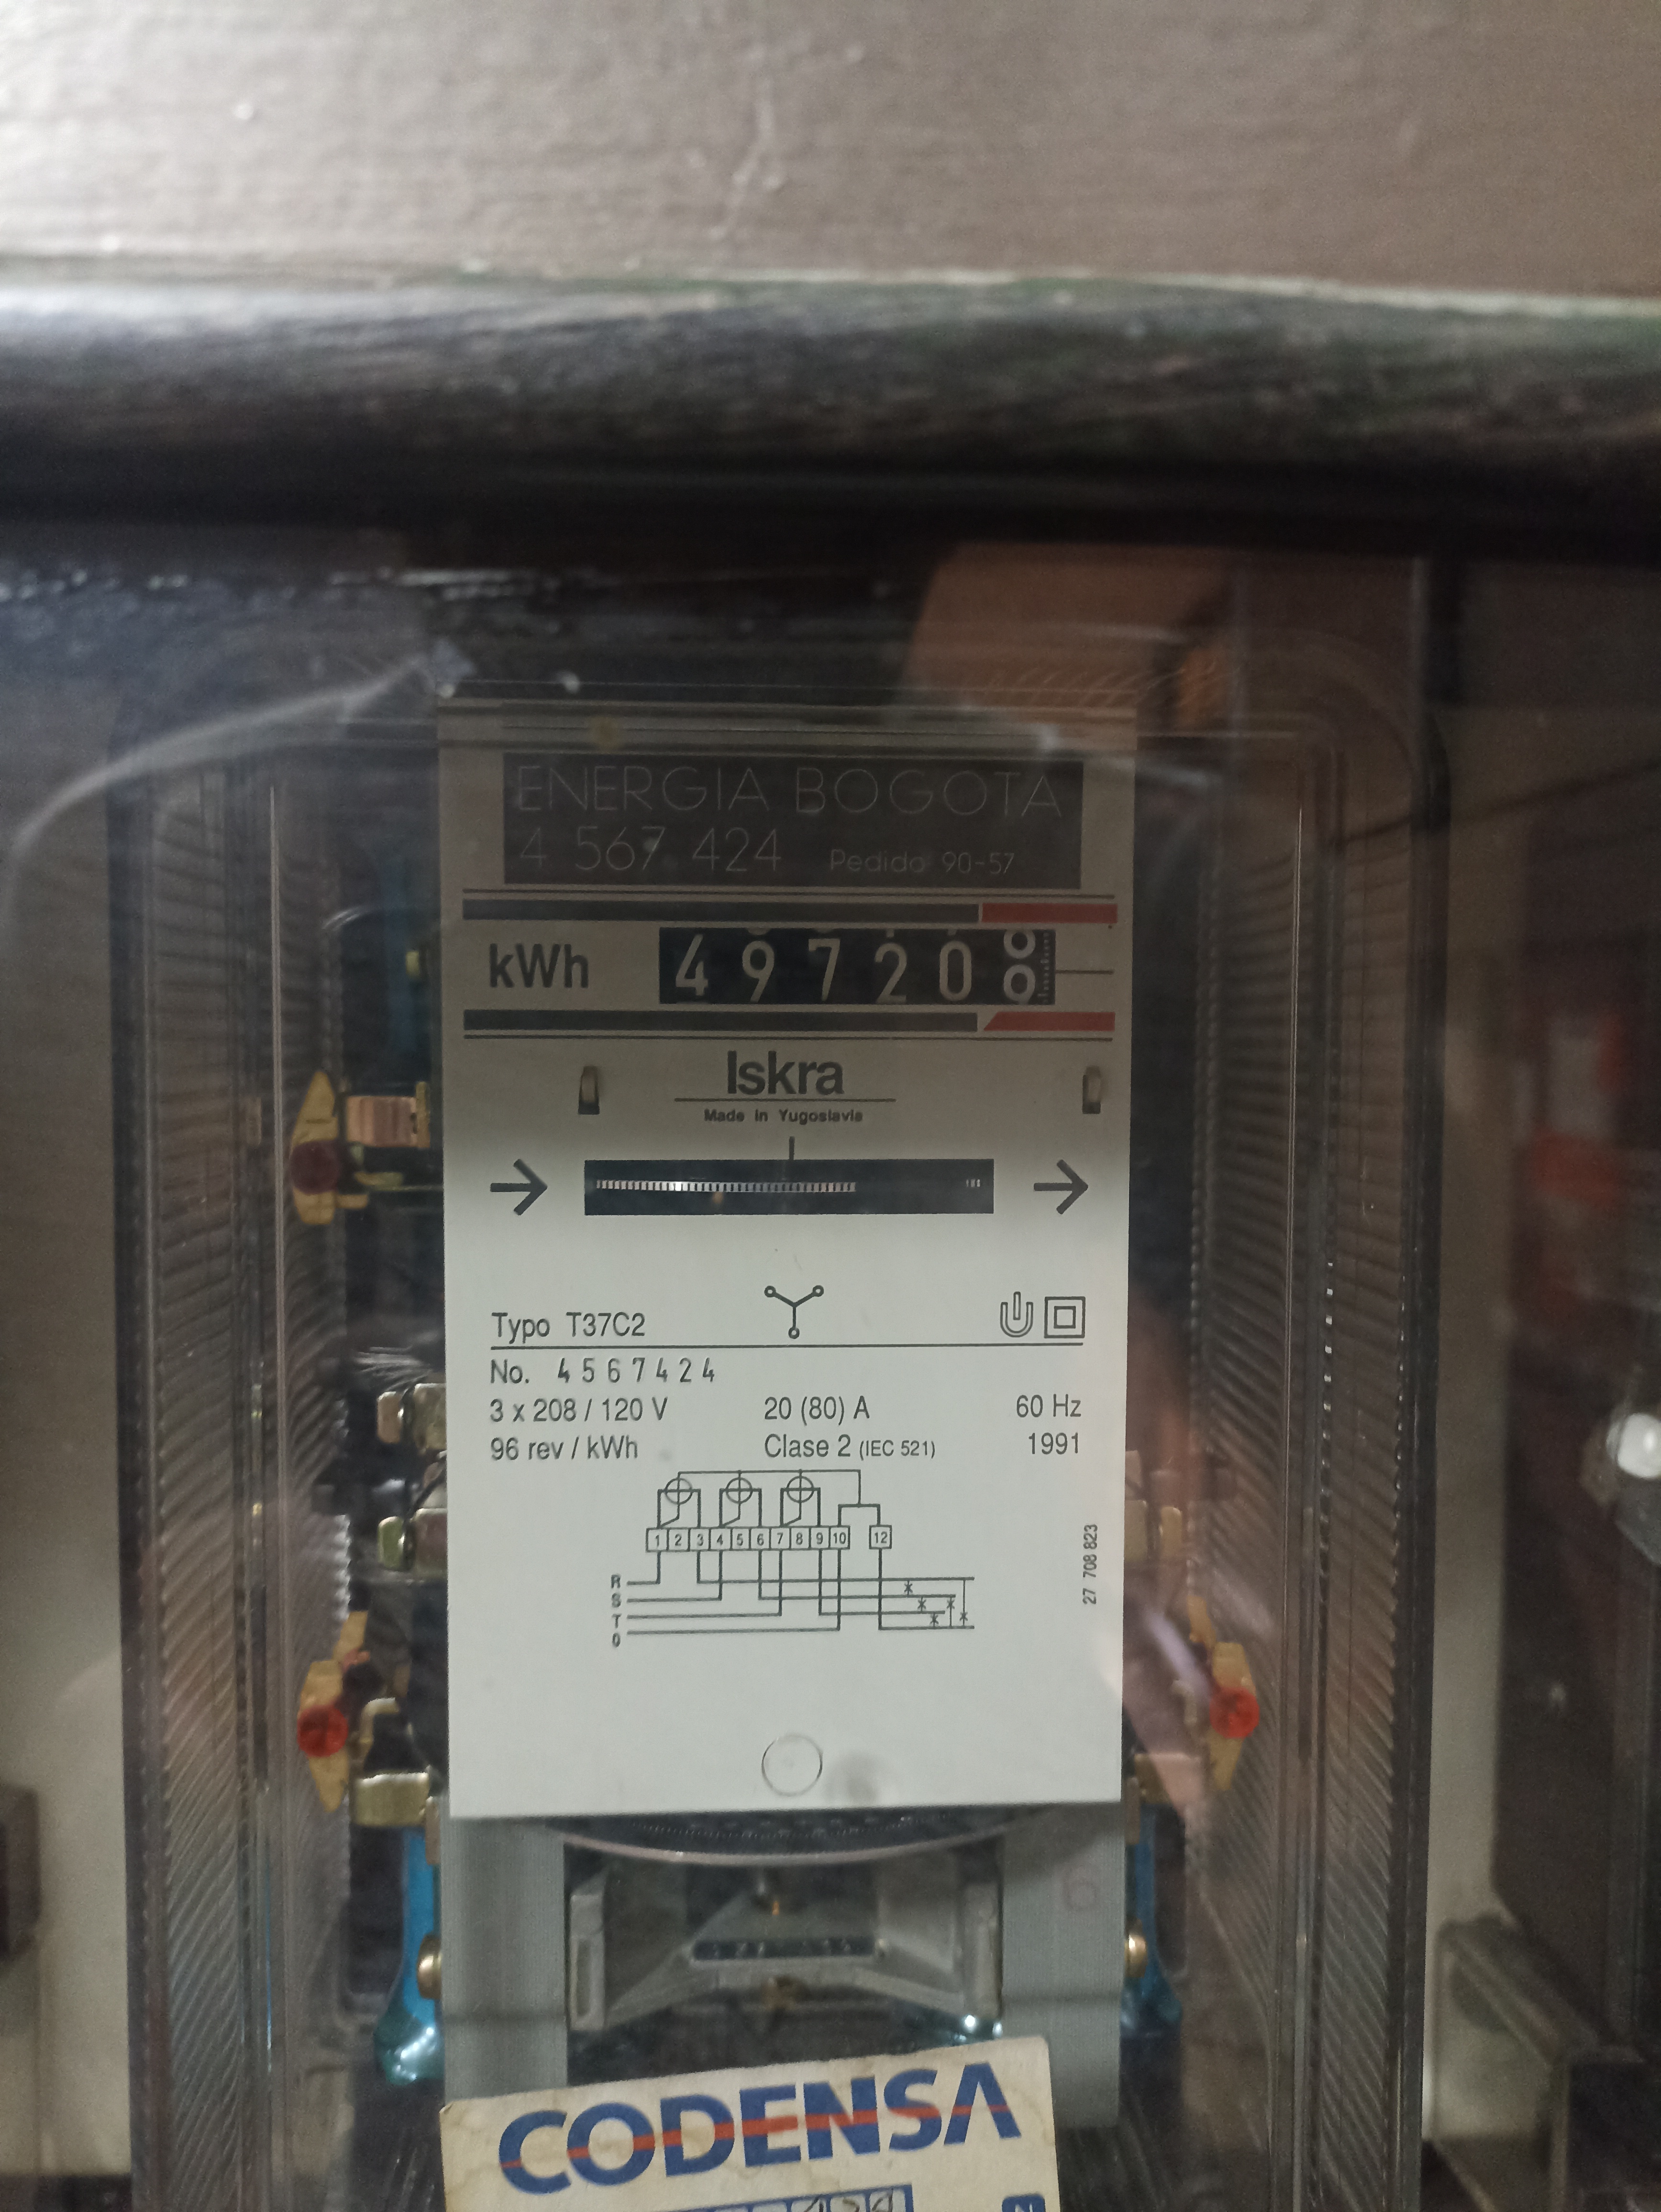 ENERGIA BOGOTA
4 567 424 Pedido 90-57
kWh 4 9 7 2 0
Iskra
Made in Yugoslavia
Typo T37C2
No. 4 5 6 7 4 2 4
3 x 208 / 120 V 20 (80) A 60 Hz
96 rev / kWh Clase 2 (IEC 521) 1991
1 2 3 4 5 6 7 8 9 10 12
R
S
T
0
27 708 823
6
CODENSA